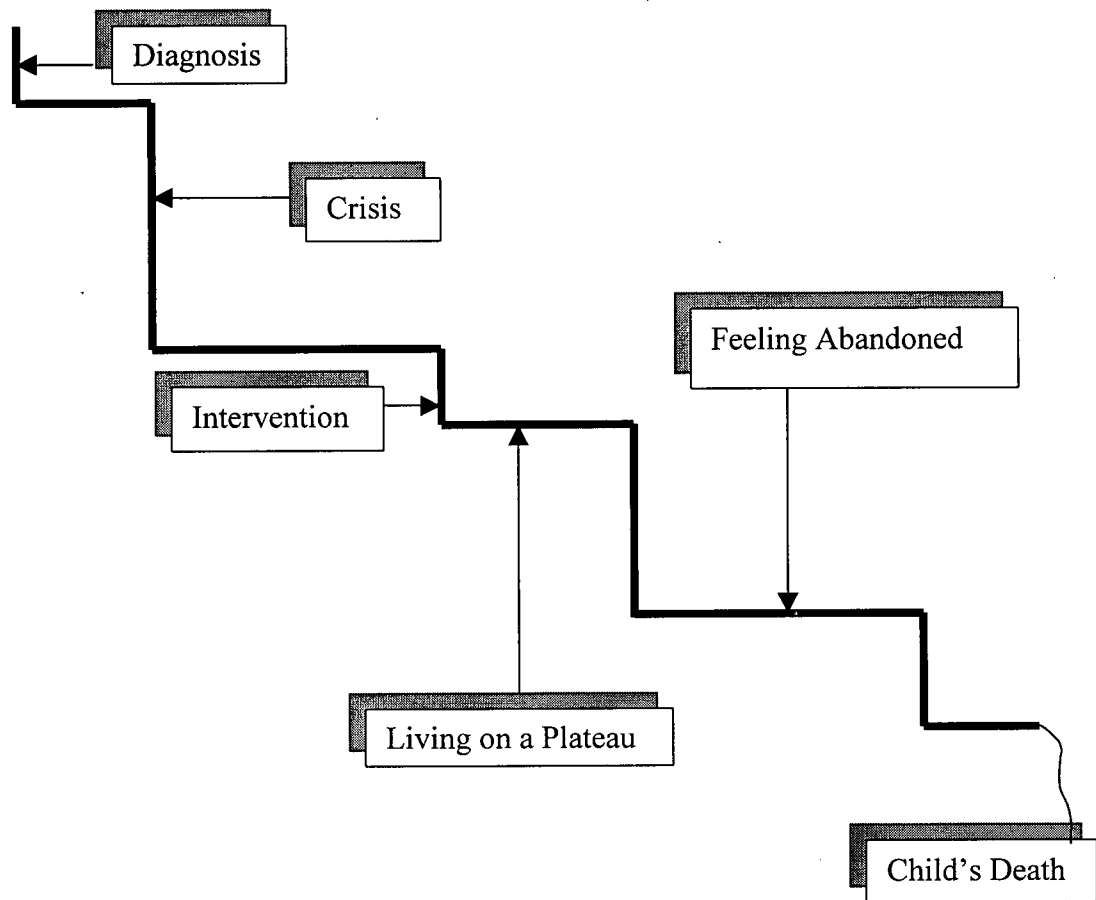 Diagnosis
Crisis
Feeling Abandoned
Intervention
Living on a Plateau
Child's Death